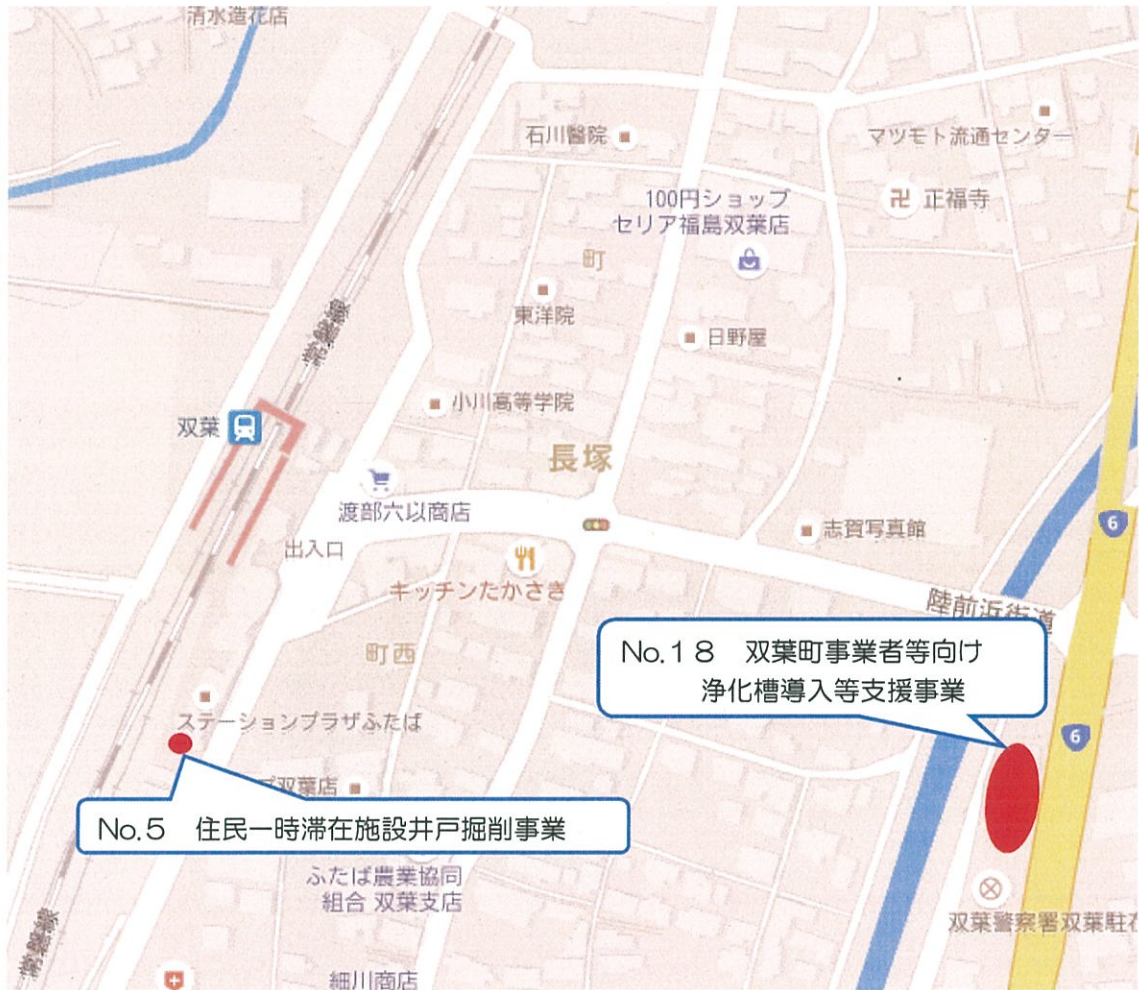 清水造花店
石川醫院
マツモト流通センター
100円ショップ
セリア福島双葉店
卍 正福寺
町
東洋院
日野屋
常磐線
小川高等学院
双葉
長塚
渡部六以商店
志賀写真館
6
出入口
キッチンたかさき
陸前浜街道
町西
No.18 双葉町事業者等向け
浄化槽導入等支援事業
ステーションプラザふたば
6
プ双葉店
No.5 住民一時滞在施設井戸掘削事業
ふたば農業協同
組合 双葉支店
双葉警察署双葉駐在
常磐線
細川商店